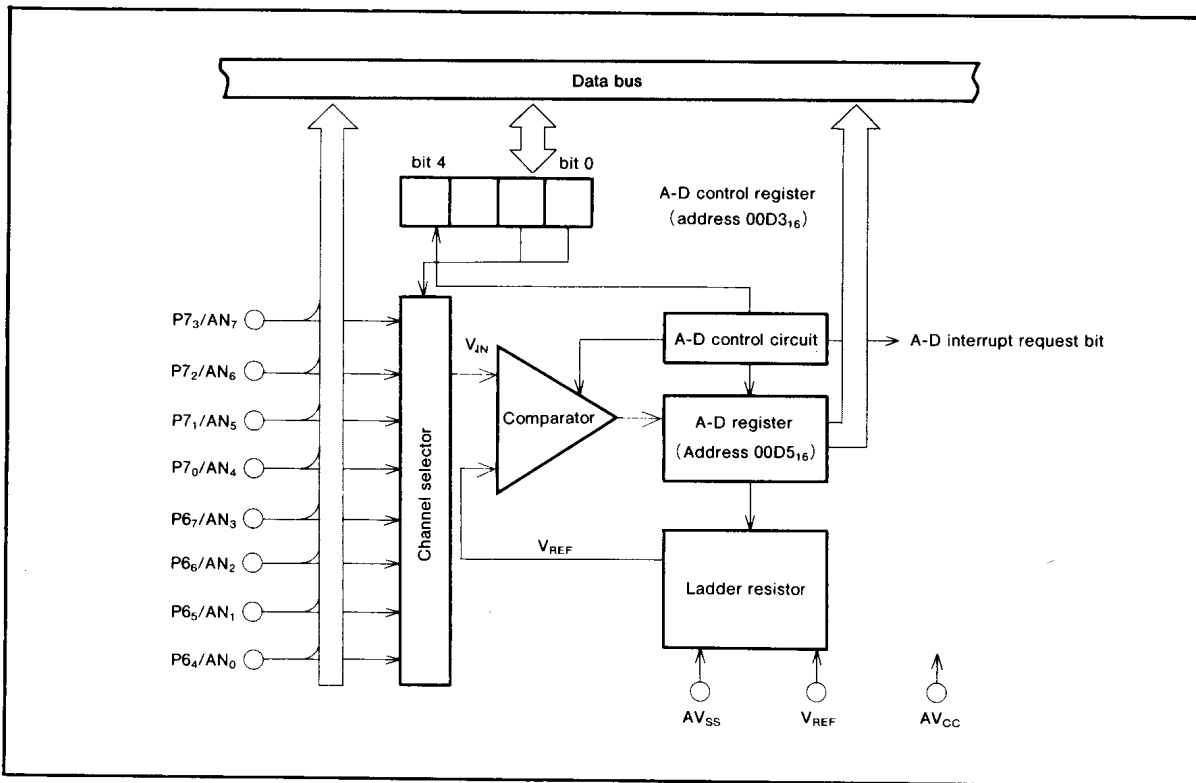 Data bus
bit 4
bit 0
A-D control register
(address 00D3₁₆)
P7₃/AN₇
P7₂/AN₆
P7₁/AN₅
P7₀/AN₄
P6₇/AN₃
P6₆/AN₂
P6₅/AN₁
P6₄/AN₀
Channel selector
V_IN
Comparator
V_REF
A-D control circuit
A-D interrupt request bit
A-D register
(Address 00D5₁₆)
Ladder resistor
AV_SS
V_REF
AV_CC